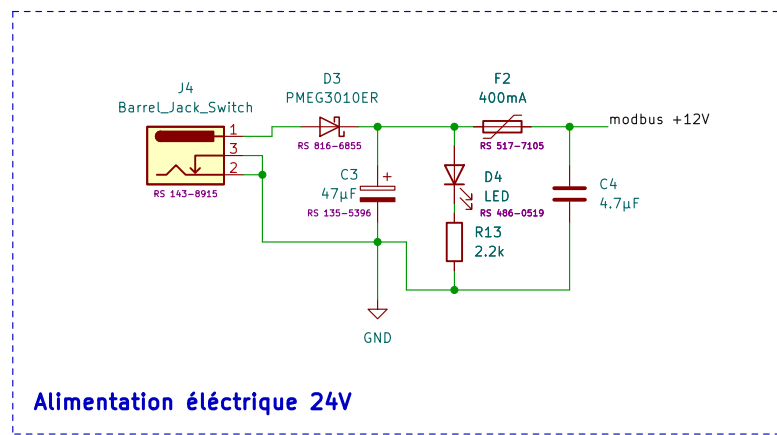 J4
Barrel_Jack_Switch
1
3
2
RS 143-8915
D3
PMEG3010ER
RS 816-6855
C3
47µF
RS 135-5396
+
F2
400mA
RS 517-7105
modbus +12V
D4
LED
RS 486-0519
R13
2.2k
C4
4.7µF
GND
Alimentation éléctrique 24V